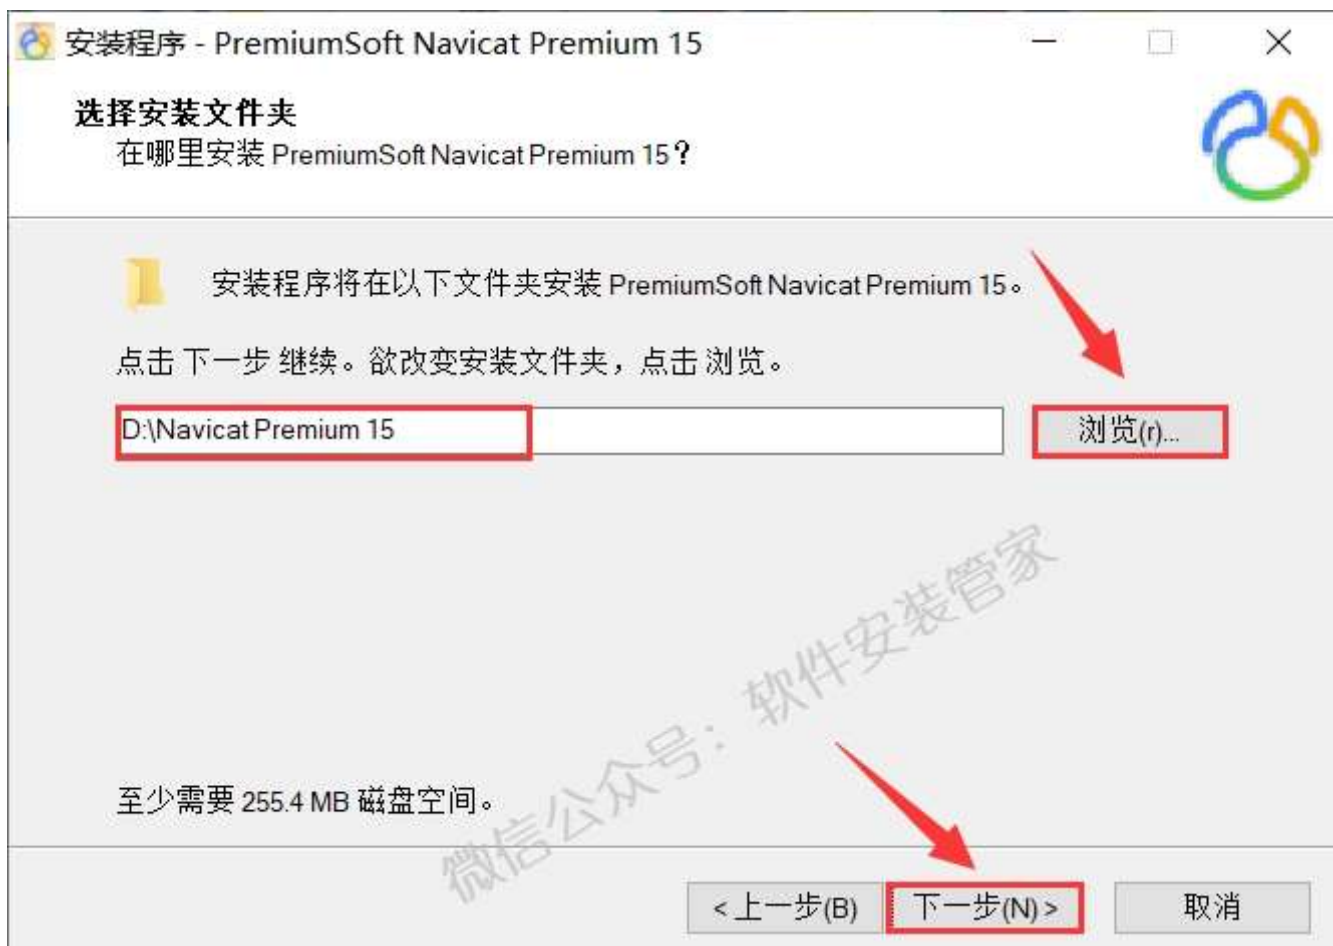 安装程序 - PremiumSoft Navicat Premium 15
选择安装文件夹
在哪里安装 PremiumSoft Navicat Premium 15？
安装程序将在以下文件夹安装 PremiumSoft Navicat Premium 15。
点击 下一步 继续。欲改变安装文件夹，点击 浏览。
D:\Navicat Premium 15
浏览(r)...
微信公众号：软件安装管家
至少需要 255.4 MB 磁盘空间。
< 上一步(B)
下一步(N) >
取消